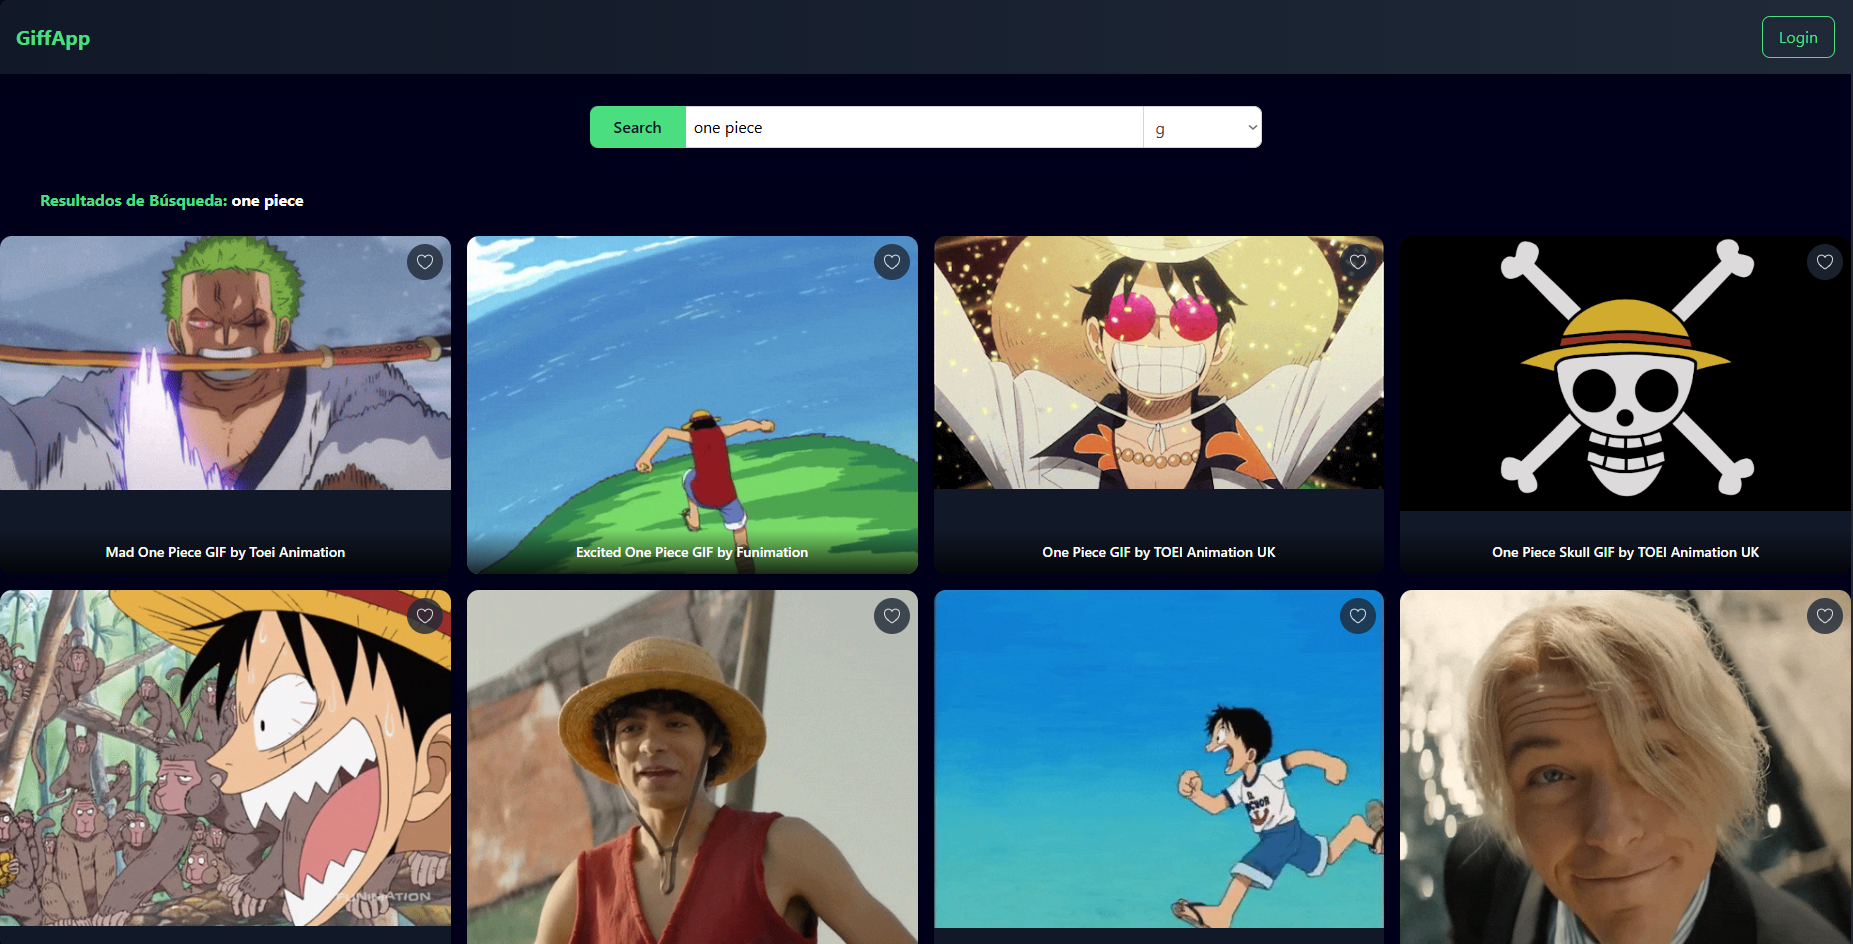 GiffApp
Login
Search
one piece
g
Resultados de Búsqueda: one piece
Mad One Piece GIF by Toei Animation
Excited One Piece GIF by Funimation
One Piece GIF by TOEI Animation UK
One Piece Skull GIF by TOEI Animation UK
FUNIMATION